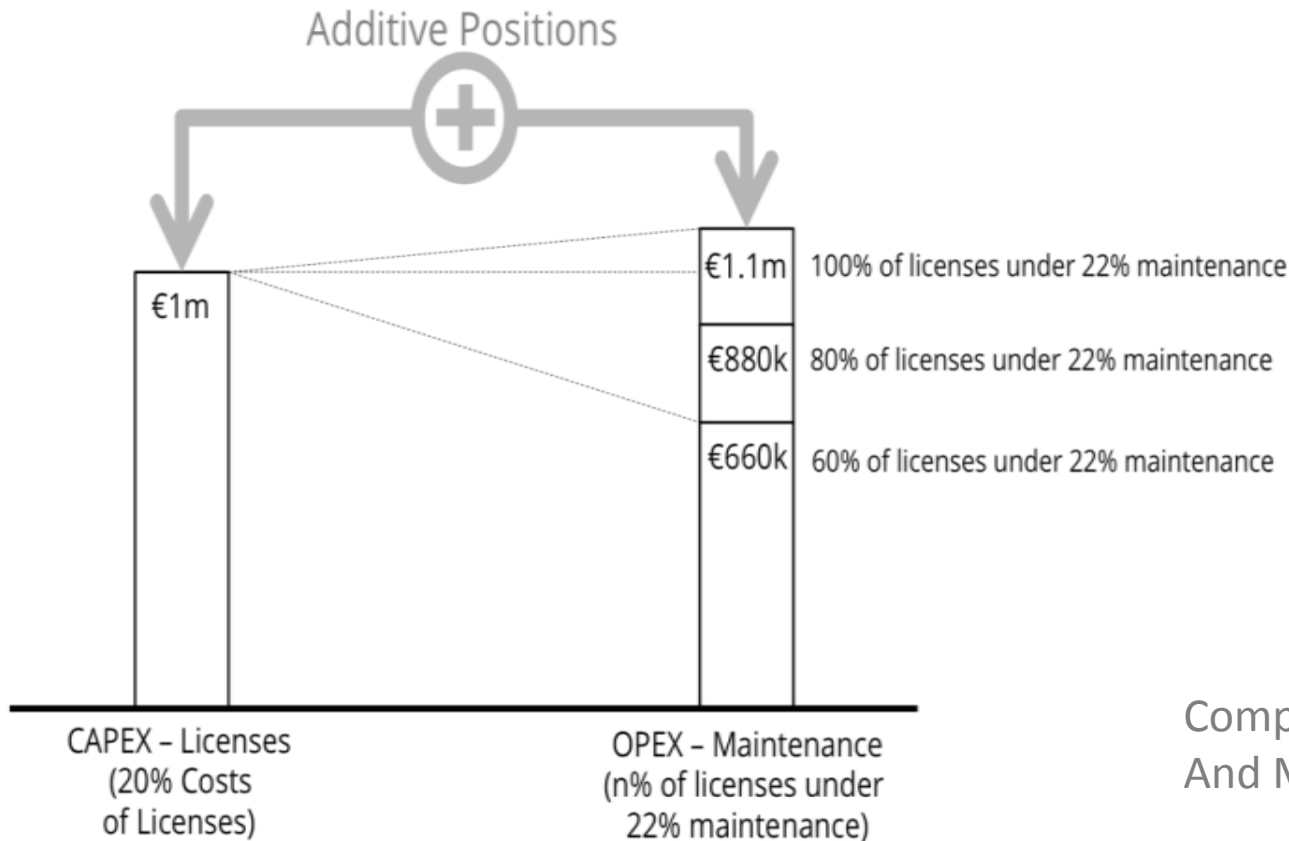 Additive Positions
€1m
€1.1m
100% of licenses under 22% maintenance
€880k
80% of licenses under 22% maintenance
€660k
60% of licenses under 22% maintenance
CAPEX – Licenses
(20% Costs
of Licenses)
OPEX – Maintenance
(n% of licenses under
22% maintenance)
And